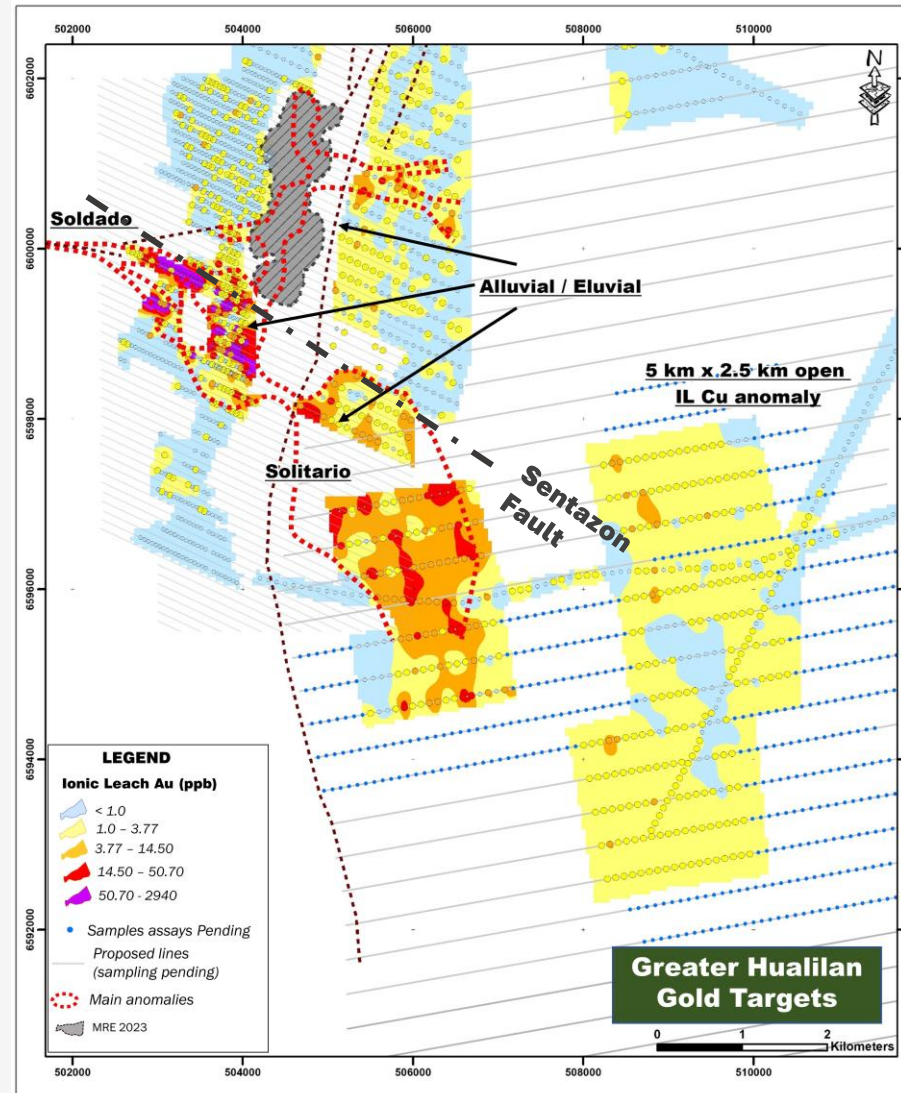 502000
504000
506000
508000
510000
6602000
N
Soldado
6600000
Alluvial / Eluvial
5 km x 2.5 km open
IL Cu anomaly
6598000
Solitario
Sentazon
Fault
6596000
6594000
LEGEND
Ionic Leach Au (ppb)
< 1.0
1.0 – 3.77
3.77 – 14.50
14.50 – 50.70
50.70 - 2940
Samples assays Pending
Proposed lines
(sampling pending)
Main anomalies
MRE 2023
6592000
Greater Hualilan
Gold Targets
0 1 2
Kilometers
502000
504000
506000
508000
510000